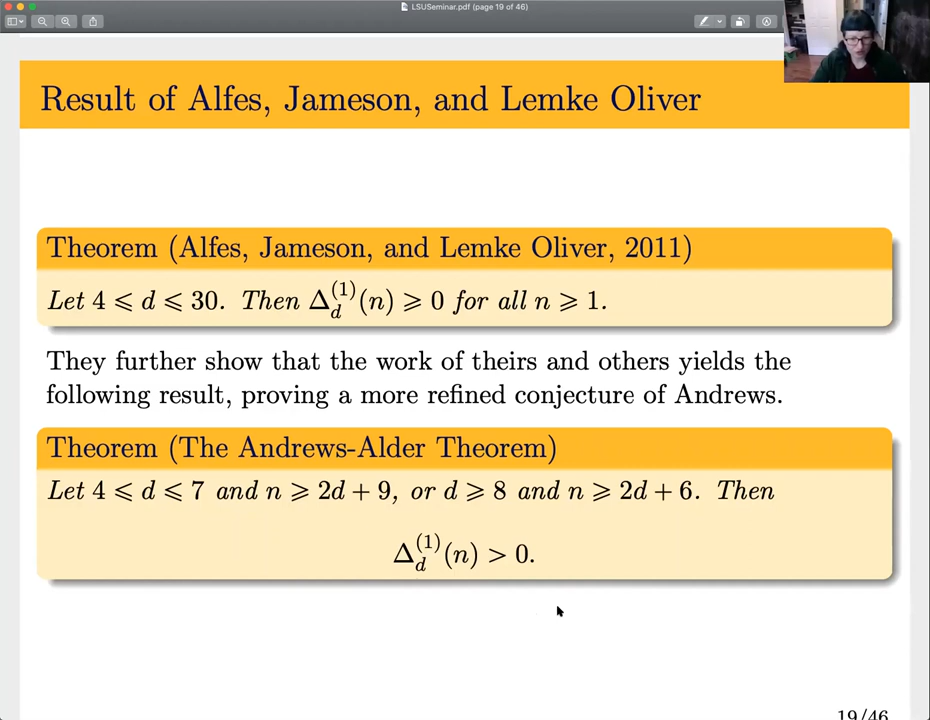 LSUSeminar.pdf (page 19 of 46)
Result of Alfes, Jameson, and Lemke Oliver
Theorem (Alfes, Jameson, and Lemke Oliver, 2011)
Let 4 ⩽ d ⩽ 30. Then Δ_d^{(1)}(n) ⩾ 0 for all n ⩾ 1.
They further show that the work of theirs and others yields the
following result, proving a more refined conjecture of Andrews.
Theorem (The Andrews-Alder Theorem)
Let 4 ⩽ d ⩽ 7 and n ⩾ 2d + 9, or d ⩾ 8 and n ⩾ 2d + 6. Then
Δ_d^{(1)}(n) > 0.
19/46